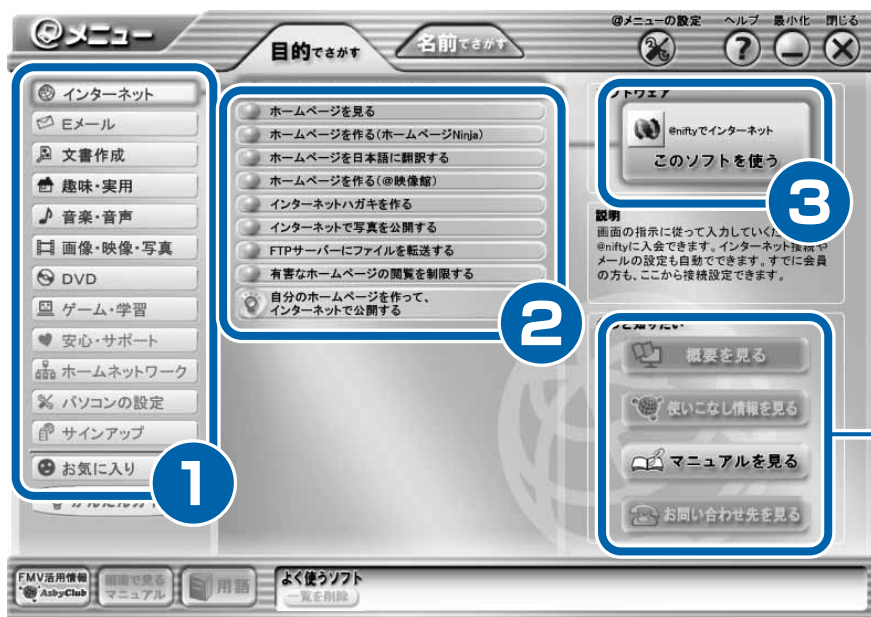 @メニュー
目的でさがす
名前でさがす
@メニューの設定
ヘルプ
最小化
閉じる
インターネット
Eメール
文書作成
趣味・実用
音楽・音声
画像・映像・写真
DVD
ゲーム・学習
安心・サポート
ホームネットワーク
パソコンの設定
サインアップ
お気に入り
1
ホームページを見る
ホームページを作る(ホームページNinja)
ホームページを日本語に翻訳する
ホームページを作る(@映像館)
インターネットハガキを作る
インターネットで写真を公開する
FTPサーバーにファイルを転送する
有害なホームページの閲覧を制限する
自分のホームページを作って、
インターネットで公開する
2
フトウェア
@niftyでインターネット
このソフトを使う
3
説明
画面の指示に従って入力していく
@niftyに入会できます。インターネット接続や
メールの設定も自動でできます。すでに会員
の方も、ここから接続設定できます。
っと知りたい
概要を見る
使いこなし情報を見る
マニュアルを見る
お問い合わせ先を見る
FMV活用情報
AzbyClub
画面で見る
マニュアル
用語
よく使うソフト
一覧を削除